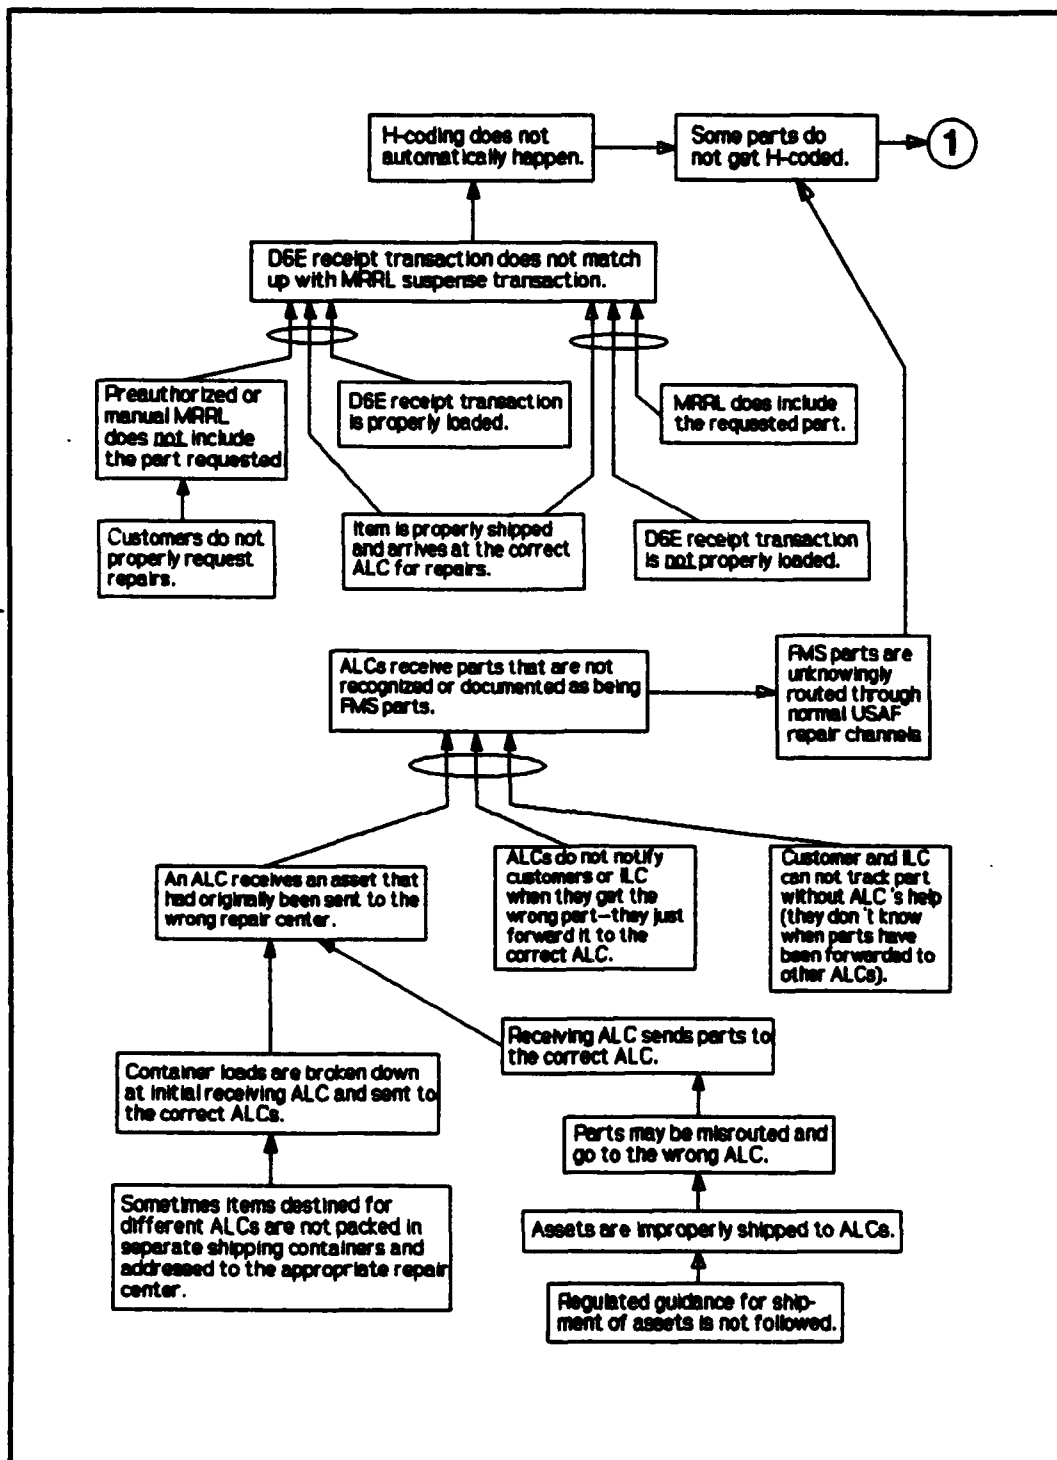 H-coding does not
automatically happen.
Some parts do
not get H-coded.
1
D6E receipt transaction does not match
up with MRRL suspense transaction.
Preauthorized or
manual MRRL
does not include
the part requested
D6E receipt transaction
is properly loaded.
MRRL does include
the requested part.
Customers do not
properly request
repairs.
Item is properly shipped
and arrives at the correct
ALC for repairs.
D6E receipt transaction
is not properly loaded.
ALCs receive parts that are not
recognized or documented as being
FMS parts.
FMS parts are
unknowingly
routed through
normal USAF
repair channels
An ALC receives an asset that
had originally been sent to the
wrong repair center.
ALCs do not notify
customers or ILC
when they get the
wrong part--they just
forward it to the
correct ALC.
Customer and ILC
can not track part
without ALC's help
(they don't know
when parts have
been forwarded to
other ALCs).
Receiving ALC sends parts to
the correct ALC.
Container loads are broken down
at initial receiving ALC and sent to
the correct ALCs.
Parts may be misrouted and
go to the wrong ALC.
Sometimes items destined for
different ALCs are not packed in
separate shipping containers and
addressed to the appropriate repair
center.
Assets are improperly shipped to ALCs.
Regulated guidance for ship-
ment of assets is not followed.